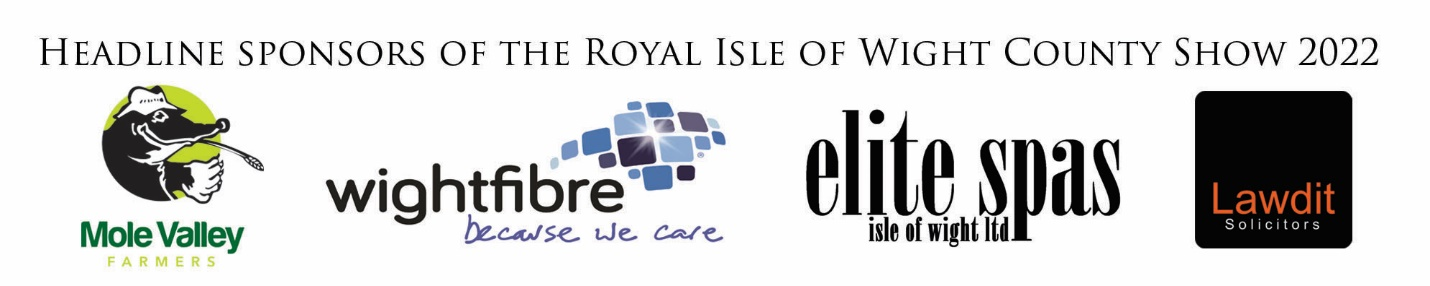 Headline sponsors of the Royal Isle of Wight County Show 2022
Mole Valley
FARMERS
wightfibre
because we care
elite spas
isle of wight ltd
Lawdit
Solicitors